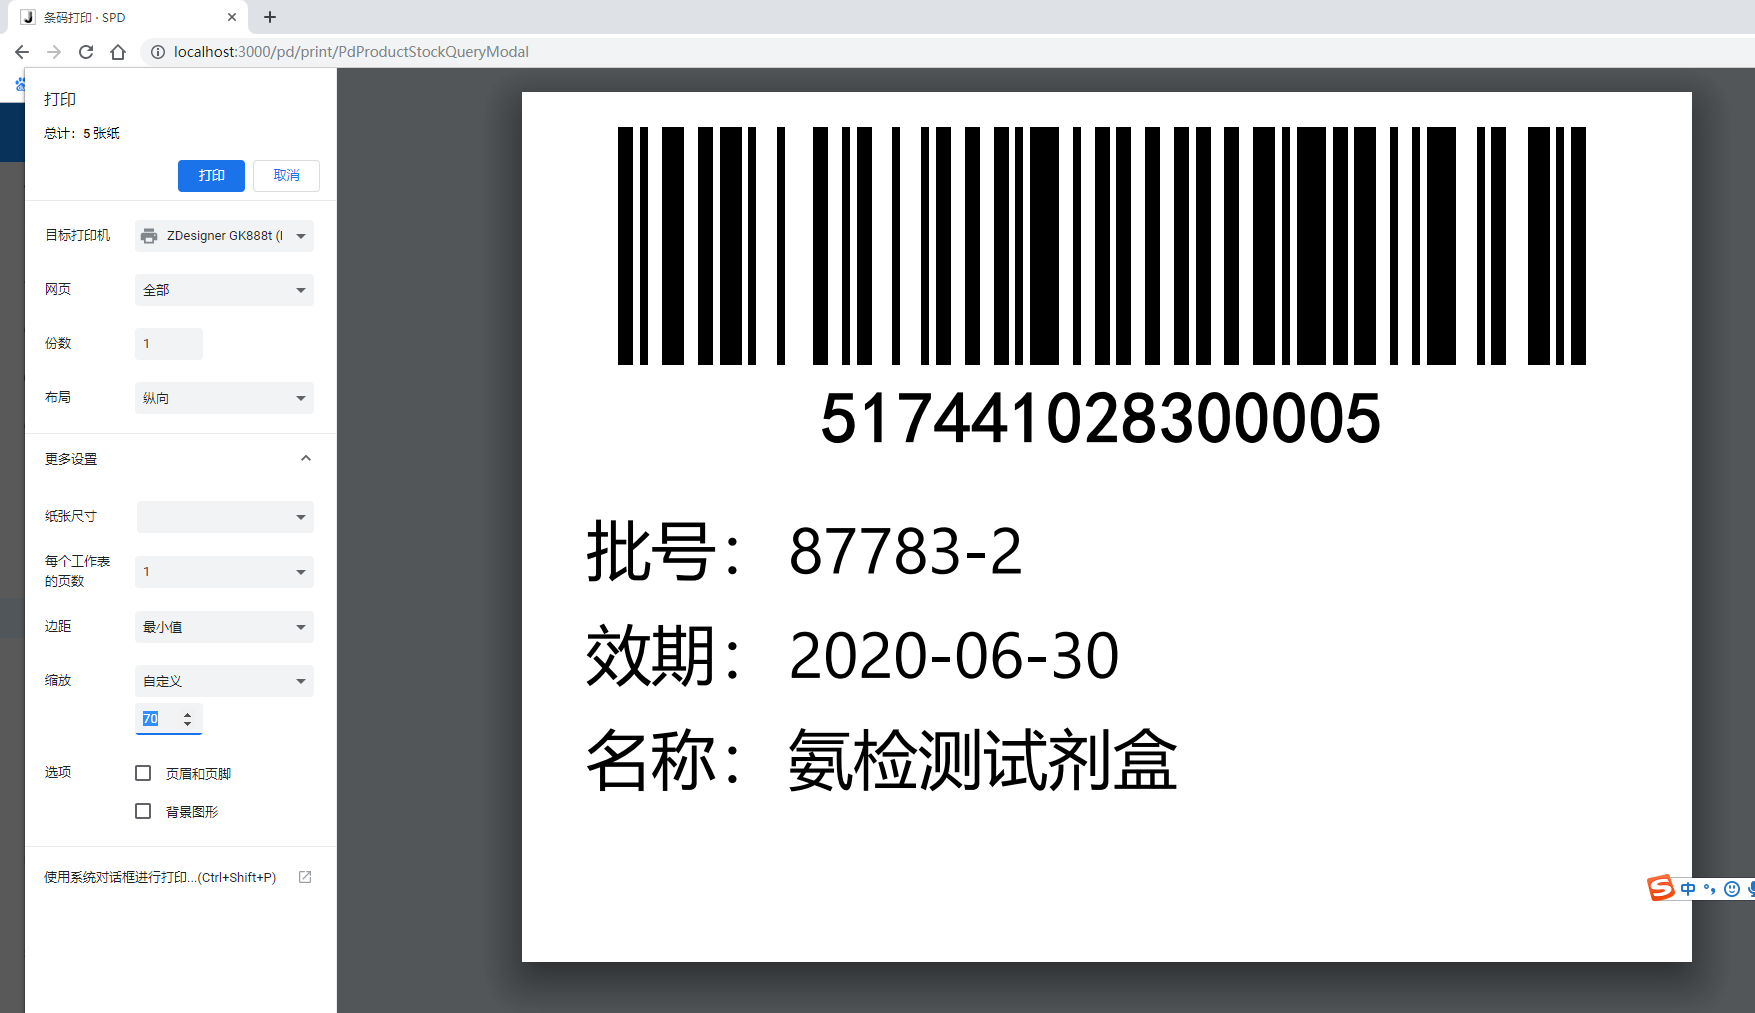 条码打印 · SPD
localhost:3000/pd/print/PdProductStockQueryModal
打印
总计：5 张纸
打印 取消
目标打印机 ZDesigner GK888t (
网页 全部
份数 1
布局 纵向
更多设置
纸张尺寸
每个工作表
的页数 1
边距 最小值
缩放 自定义
70
选项 页眉和页脚
背景图形
使用系统对话框进行打印...(Ctrl+Shift+P)
517441028300005
批号： 87783-2
效期： 2020-06-30
名称： 氨检测试剂盒
中